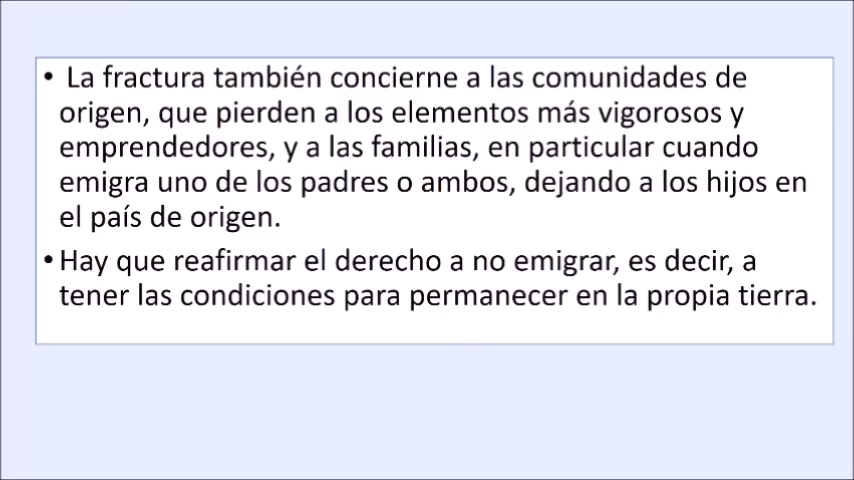 • La fractura también concierne a las comunidades de
origen, que pierden a los elementos más vigorosos y
emprendedores, y a las familias, en particular cuando
emigra uno de los padres o ambos, dejando a los hijos en
el país de origen.
• Hay que reafirmar el derecho a no emigrar, es decir, a
tener las condiciones para permanecer en la propia tierra.